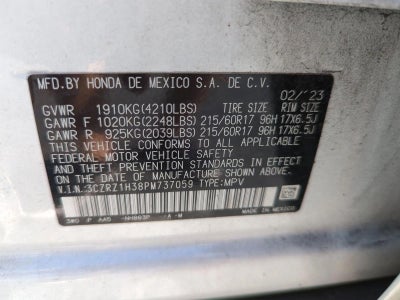 MFD.BY HONDA DE MEXICO S.A. DE C.V. 02/'23
GVWR 1910KG(4210LBS) TIRE SIZE RIM SIZE
GAWR F 1020KG(2248LBS) 215/60R17 96H 17X6.5J
GAWR R 925KG(2039LBS) 215/60R17 96H 17X6.5J
THIS VEHICLE CONFORMS TO ALL APPLICABLE
FEDERAL MOTOR VEHICLE SAFETY, BUMPER,
AND THEFT PREVENTION STANDARDS IN EFFECT
ON THE DATE OF MANUFACTURE SHOWN ABOVE.
V.I.N.:3CZRZ1H38PM737059 TYPE:MPV
MADE IN MEXICO